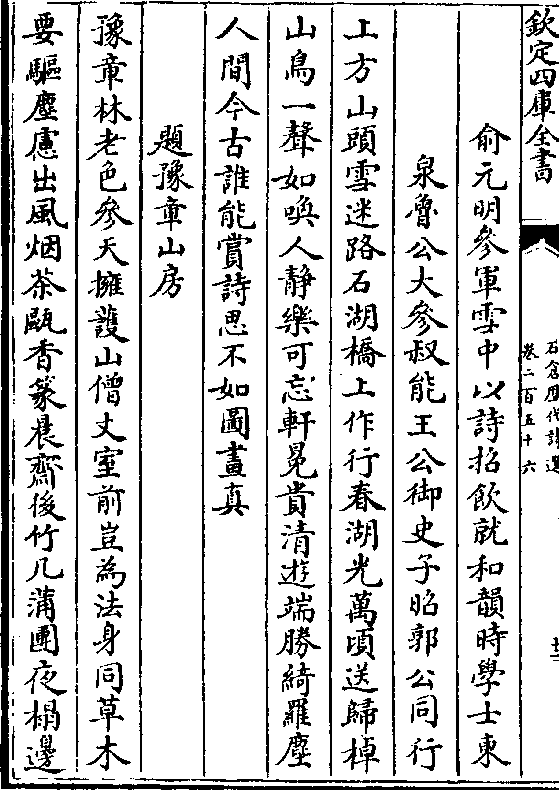 欽定四庫全書
石倉歷代詩選
卷二百五十六
俞元明參軍雪中以詩招飲就和韻時學士東
泉魯公大參叔能王公御史子昭郭公同行
上方山頭雪迷路石湖橋上作行春湖光萬頃送歸棹
山鳥一聲如喚人靜樂可忘軒冕貴清遊端勝綺羅塵
人間今古誰能賞詩思不如圖畫真
題豫章山房
豫章林老色參天擁護山僧丈室前豈為法身同草木
要驅塵慮出風烟茶甌香篆晨齋後竹几蒲團夜榻邊